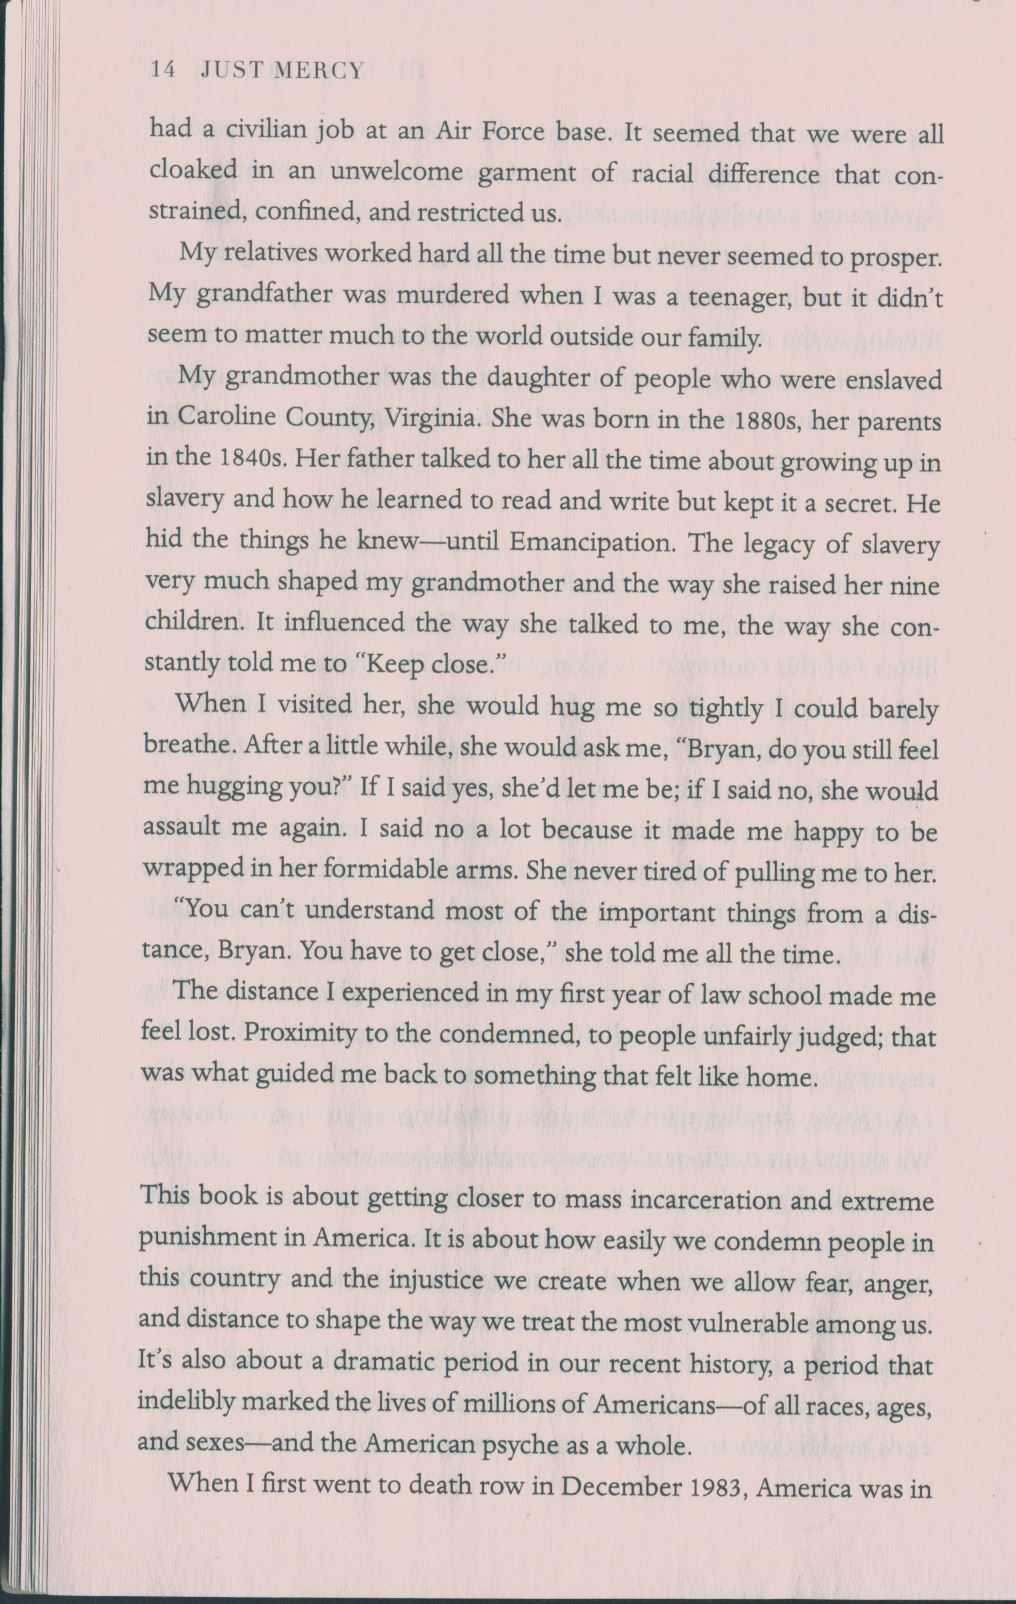 14 JUST MERCY
had a civilian job at an Air Force base. It seemed that we were all
cloaked in an unwelcome garment of racial difference that con-
strained, confined, and restricted us.
My relatives worked hard all the time but never seemed to prosper.
My grandfather was murdered when I was a teenager, but it didn't
seem to matter much to the world outside our family.
My grandmother was the daughter of people who were enslaved
in Caroline County, Virginia. She was born in the 1880s, her parents
in the 1840s. Her father talked to her all the time about growing up in
slavery and how he learned to read and write but kept it a secret. He
hid the things he knew—until Emancipation. The legacy of slavery
very much shaped my grandmother and the way she raised her nine
children. It influenced the way she talked to me, the way she con-
stantly told me to “Keep close.”
When I visited her, she would hug me so tightly I could barely
breathe. After a little while, she would ask me, “Bryan, do you still feel
me hugging you?” If I said yes, she'd let me be; if I said no, she would
assault me again. I said no a lot because it made me happy to be
wrapped in her formidable arms. She never tired of pulling me to her.
“You can't understand most of the important things from a dis-
tance, Bryan. You have to get close,” she told me all the time.
The distance I experienced in my first year of law school made me
feel lost. Proximity to the condemned, to people unfairly judged; that
was what guided me back to something that felt like home.
This book is about getting closer to mass incarceration and extreme
punishment in America. It is about how easily we condemn people in
this country and the injustice we create when we allow fear, anger,
and distance to shape the way we treat the most vulnerable among us.
It's also about a dramatic period in our recent history, a period that
indelibly marked the lives of millions of Americans—of all races, ages,
and sexes—and the American psyche as a whole.
When I first went to death row in December 1983, America was in